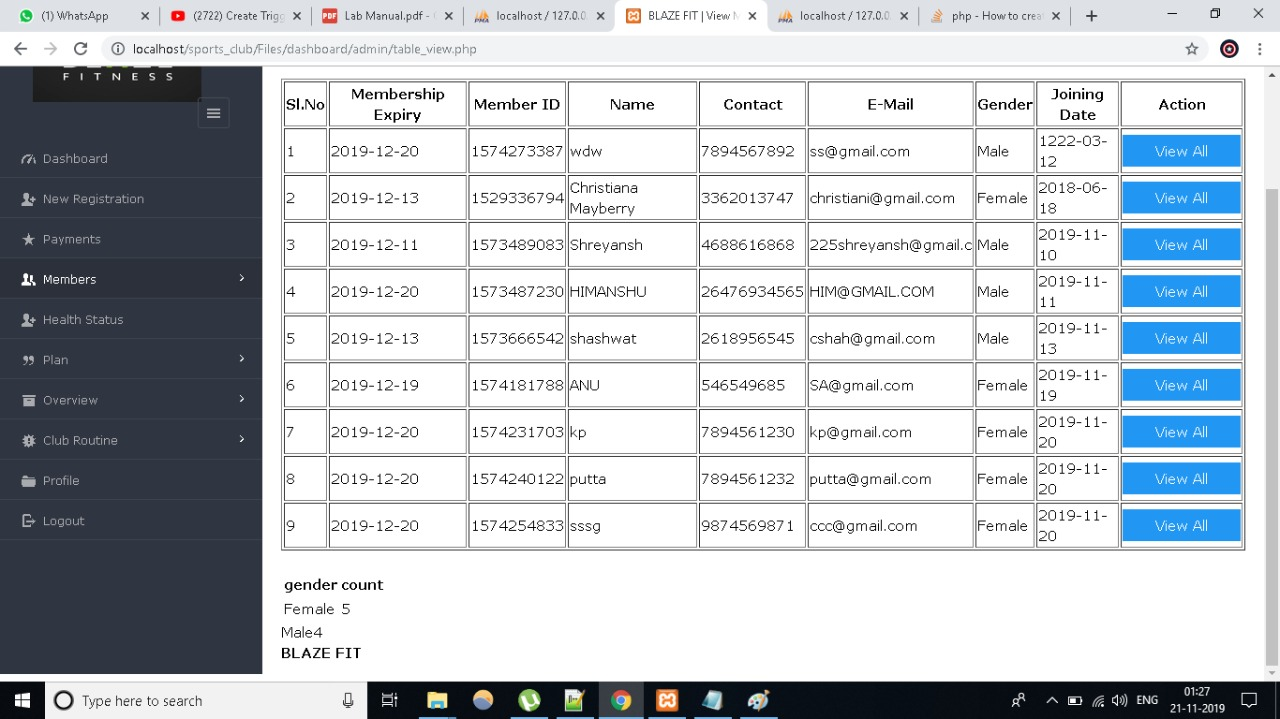 (1) WhatsApp
(2722) Create Trigg
Lab Manual.pdf -
localhost / 127.0.
BLAZE FIT | View M
localhost / 127.0.0.
php - How to creat
localhost/sports_club/Files/dashboard/admin/table_view.php
FITNESS
Dashboard
New Registration
Payments
Members
Health Status
Plan
Overview
Club Routine
Profile
Logout
Sl.No Membership Expiry Member ID Name Contact E-Mail Gender Joining Date Action
1 2019-12-20 1574273387 wdw 7894567892 ss@gmail.com Male 1222-03-12 View All
2 2019-12-13 1529336794 Christiana Mayberry 3362013747 christiani@gmail.com Female 2018-06-18 View All
3 2019-12-11 1573489083 Shreyansh 4688616868 225shreyansh@gmail.c Male 2019-11-10 View All
4 2019-12-20 1573487230 HIMANSHU 26476934565 HIM@GMAIL.COM Male 2019-11-11 View All
5 2019-12-13 1573666542 shashwat 2618956545 cshah@gmail.com Male 2019-11-13 View All
6 2019-12-19 1574181788 ANU 546549685 SA@gmail.com Female 2019-11-19 View All
7 2019-12-20 1574231703 kp 7894561230 kp@gmail.com Female 2019-11-20 View All
8 2019-12-20 1574240122 putta 7894561232 putta@gmail.com Female 2019-11-20 View All
9 2019-12-20 1574254833 sssg 9874569871 ccc@gmail.com Female 2019-11-20 View All
gender count
Female 5
Male4
BLAZE FIT
Type here to search
ENG
01:27
21-11-2019